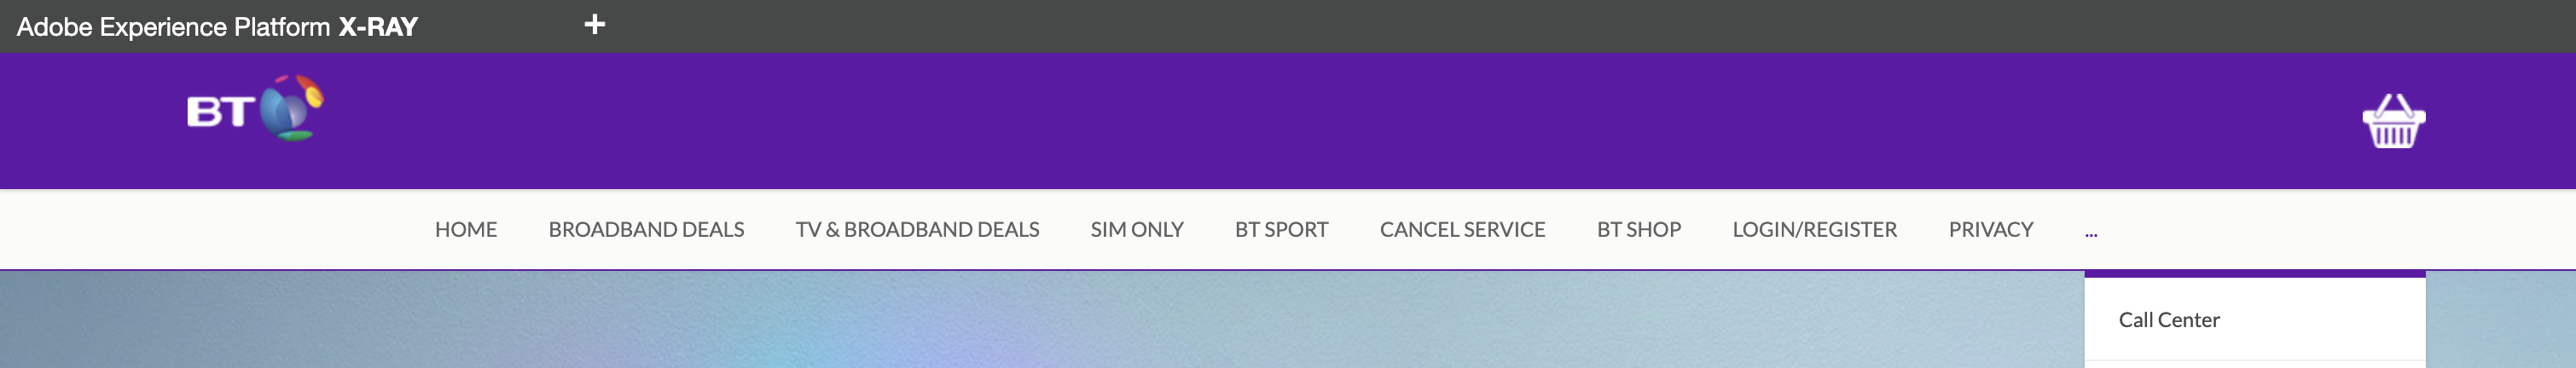 Adobe Experience Platform X-RAY +
BT
HOME BROADBAND DEALS TV & BROADBAND DEALS SIM ONLY BT SPORT CANCEL SERVICE BT SHOP LOGIN/REGISTER PRIVACY ...
Call Center